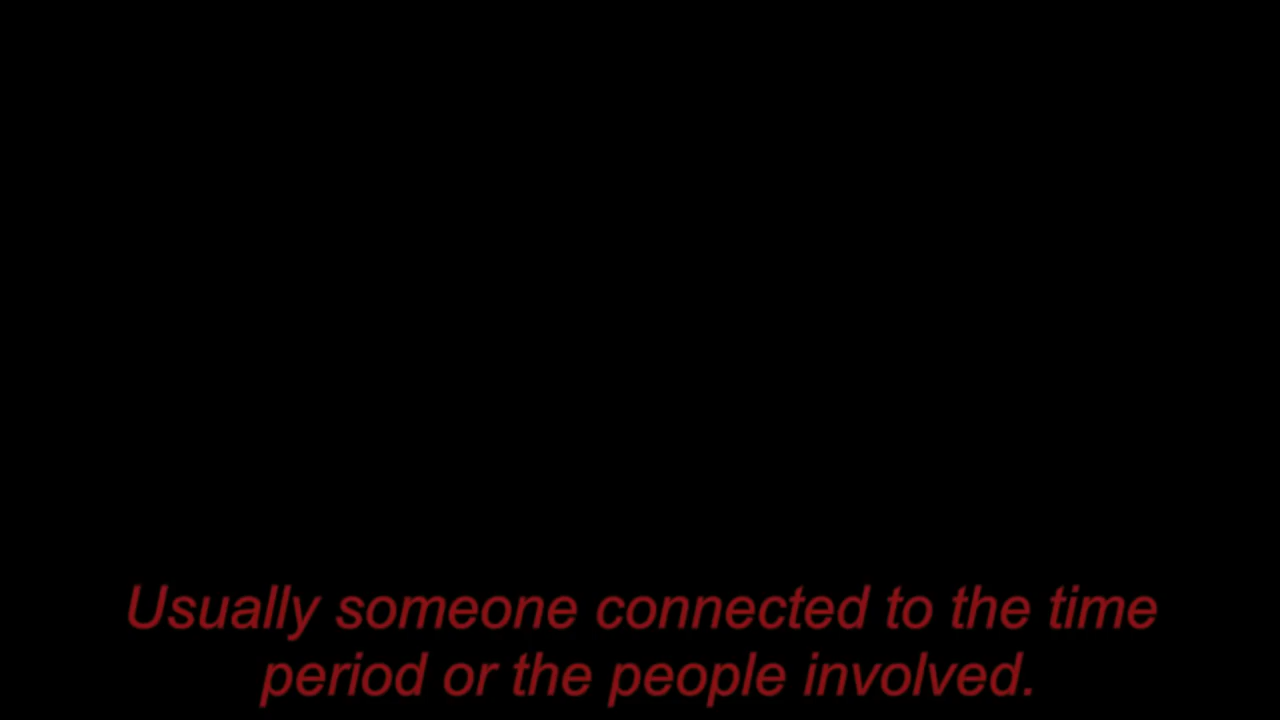 Usually someone connected to the time
period or the people involved.